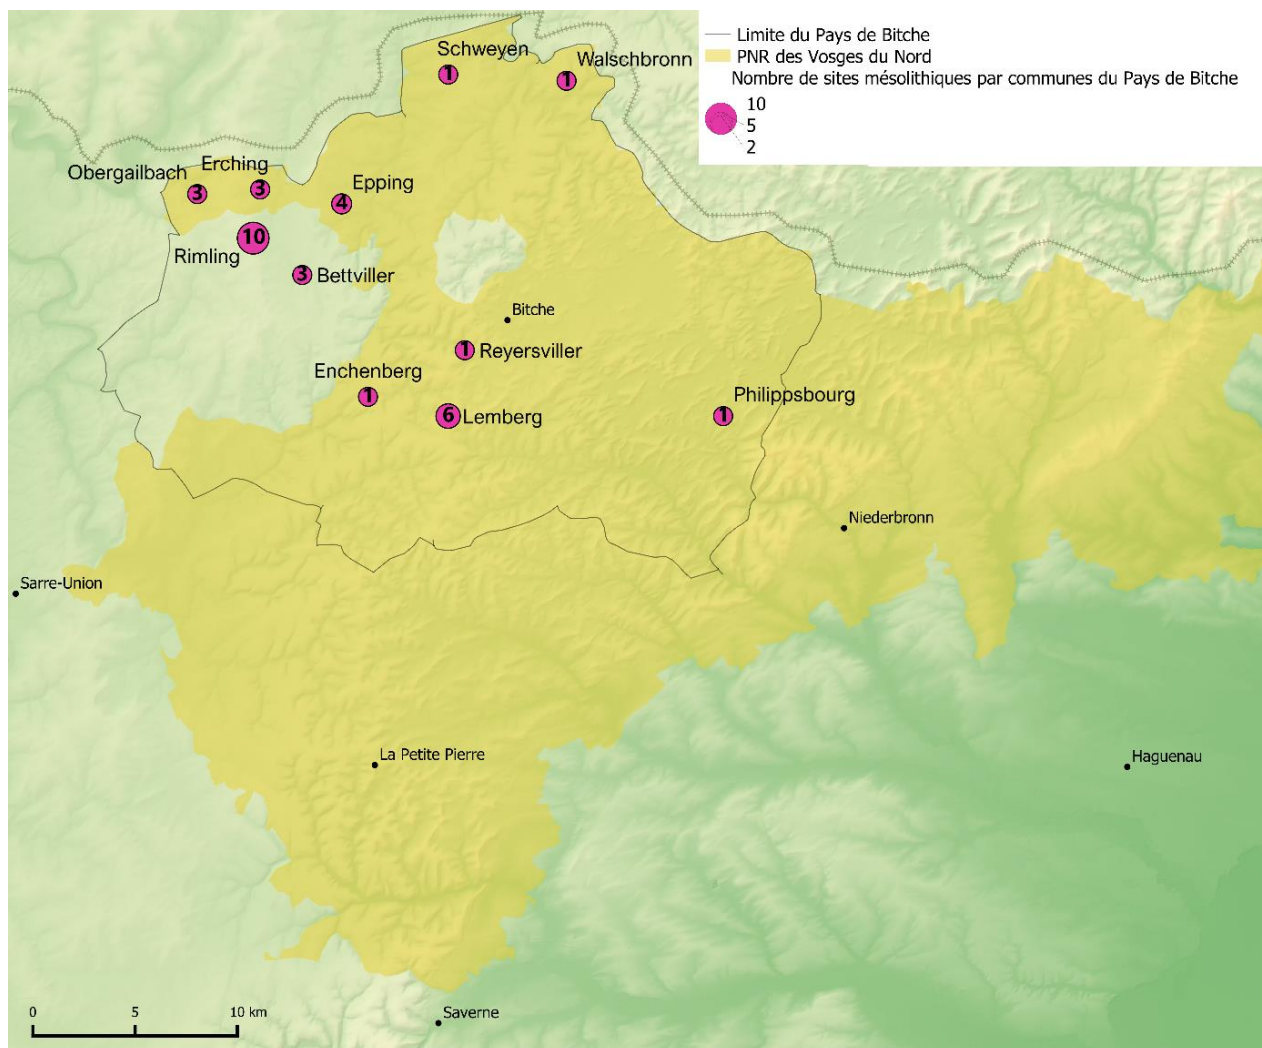 Limite du Pays de Bitche
PNR des Vosges du Nord
Nombre de sites mésolithiques par communes du Pays de Bitche
10
5
2
Schweyen
1
Walschbronn
1
Obergailbach
3
Erching
3
Epping
4
Rimling
10
3 Bettviller
Bitche
1 Reyersviller
Enchenberg
1
6 Lemberg
Philippsbourg
1
Niederbronn
Sarre-Union
La Petite Pierre
Haguenau
Saverne
0 5 10 km